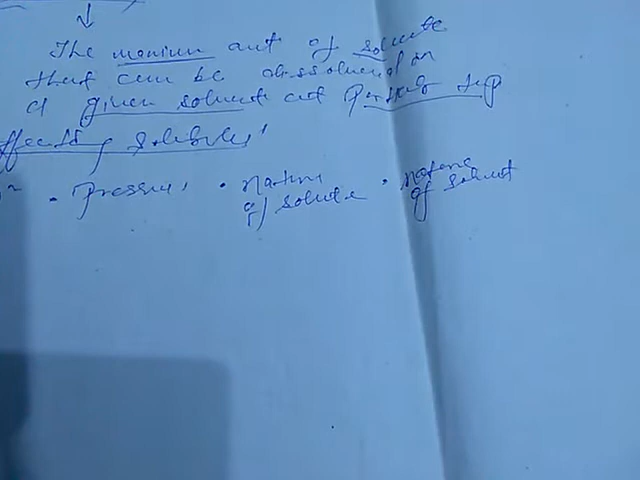 The maximum amt of solute
that can be dissolved in
a given solvent at
solubility
• Pressure • nature • nature
of solute of solvent